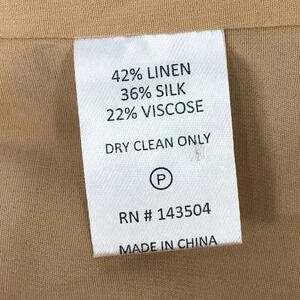 42% LINEN
36% SILK
22% VISCOSE
DRY CLEAN ONLY
P
RN # 143504
MADE IN CHINA